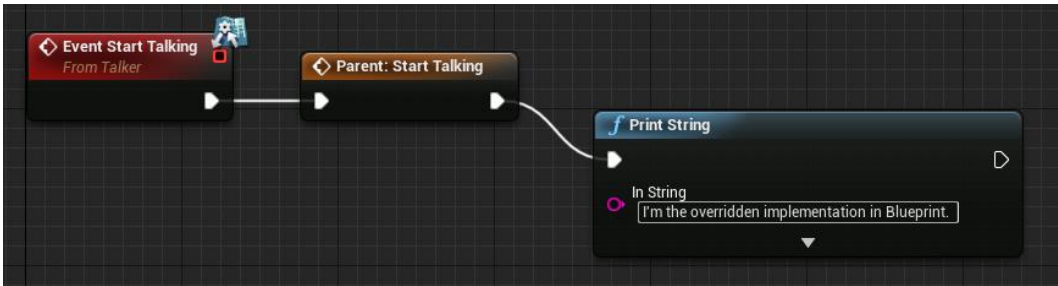 Event Start Talking
From Talker
Parent: Start Talking
f Print String
In String
I'm the overridden implementation in Blueprint.